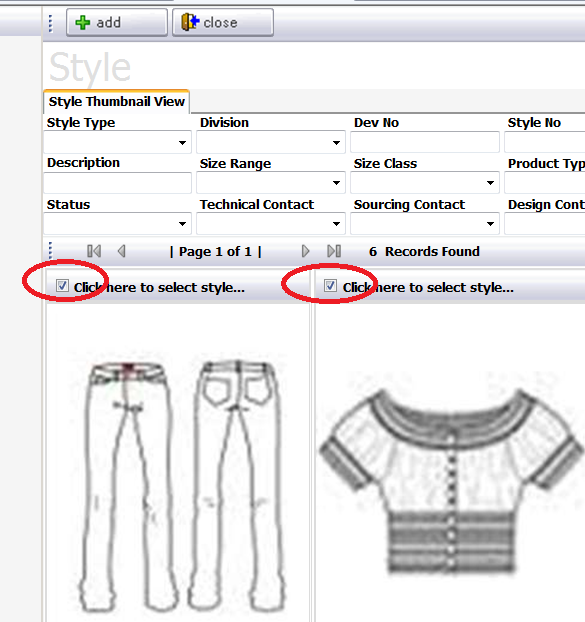 add close
Style
Style Thumbnail View
Style Type Division Dev No Style No
Description Size Range Size Class Product Typ
Status Technical Contact Sourcing Contact Design Cont
| Page 1 of 1 | 6 Records Found
Click here to select style... Click here to select style...